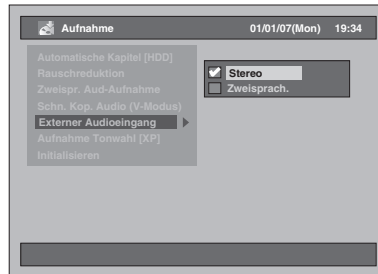 Aufnahme 01/01/07(Mon) 19:34
Automatische Kapitel [HDD]
Rauschreduktion
Zweispr. Aud-Aufnahme
Schn. Kop. Audio (V-Modus)
Externer Audioeingang
Aufnahme Tonwahl [XP]
Initialisieren
Stereo
Zweisprach.